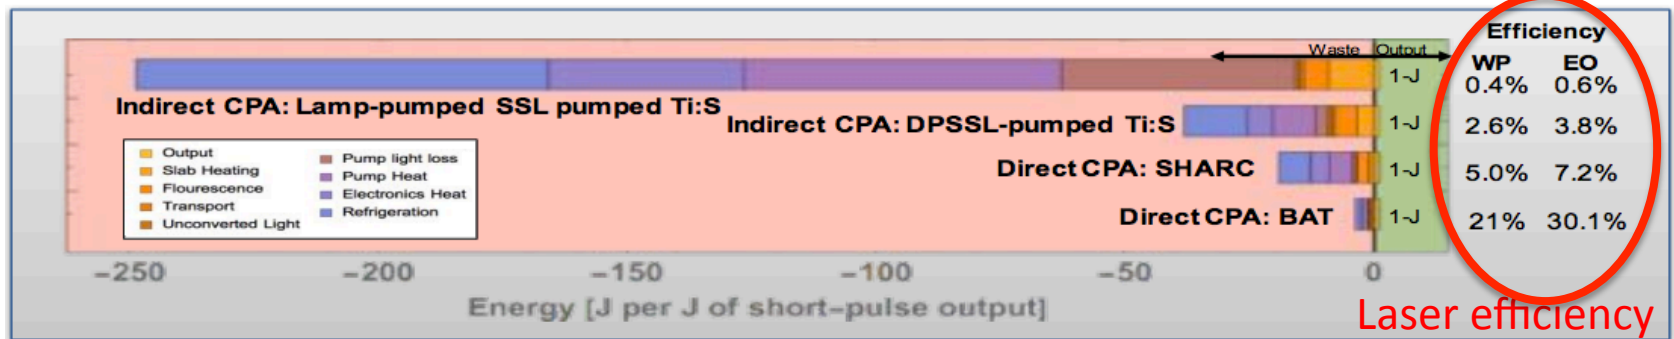 Efficiency
Waste Output
WP EO
1-J 0.4% 0.6%
Indirect CPA: Lamp-pumped SSL pumped Ti:S
Indirect CPA: DPSSL-pumped Ti:S 1-J 2.6% 3.8%
Output
Slab Heating
Flourescence
Transport
Unconverted Light
Pump light loss
Pump Heat
Electronics Heat
Refrigeration
Direct CPA: SHARC 1-J 5.0% 7.2%
Direct CPA: BAT 1-J 21% 30.1%
−250 −200 −150 −100 −50 0
Energy [J per J of short−pulse output]
Laser efficiency